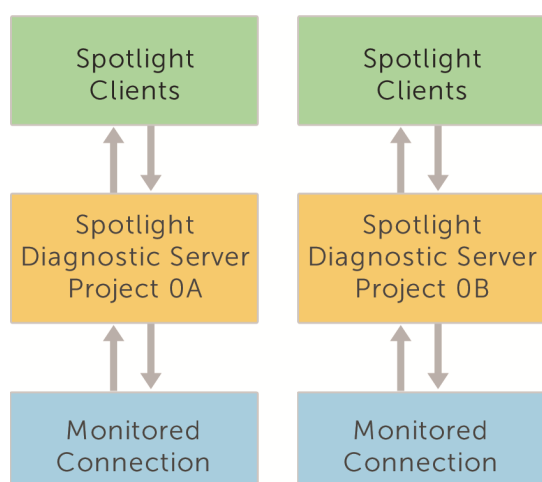 Spotlight
Clients
Spotlight
Clients
Spotlight
Diagnostic Server
Project 0A
Spotlight
Diagnostic Server
Project 0B
Monitored
Connection
Monitored
Connection